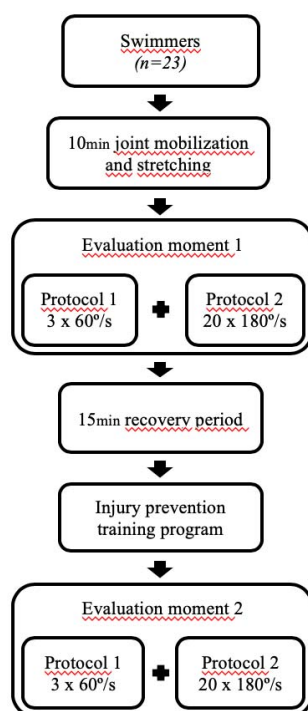 Swimmers
(n=23)
10min joint mobilization
and stretching
Evaluation moment 1
Protocol 1
3 x 60º/s
Protocol 2
20 x 180º/s
15min recovery period
Injury prevention
training program
Evaluation moment 2
Protocol 1
3 x 60º/s
Protocol 2
20 x 180º/s